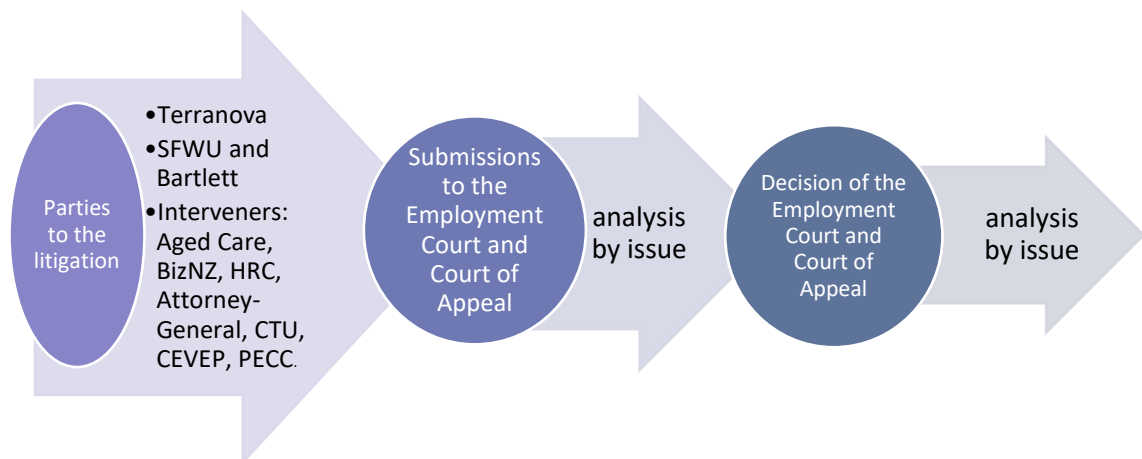 Parties
to the
litigation
•Terranova
•SFWU and
Bartlett
•Interveners:
Aged Care,
BizNZ, HRC,
Attorney-
General, CTU,
CEVEP, PECC.
Submissions
to the
Employment
Court and
Court of
Appeal
analysis
by issue
Decision of the
Employment
Court and
Court of
Appeal
analysis
by issue